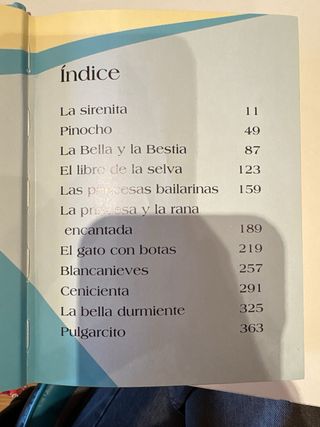 Índice
La sirenita 11
Pinocho 49
La Bella y la Bestia 87
El libro de la selva 123
Las princesas bailarinas 159
La princesa y la rana
encantada 189
El gato con botas 219
Blancanieves 257
Cenicienta 291
La bella durmiente 325
Pulgarcito 363